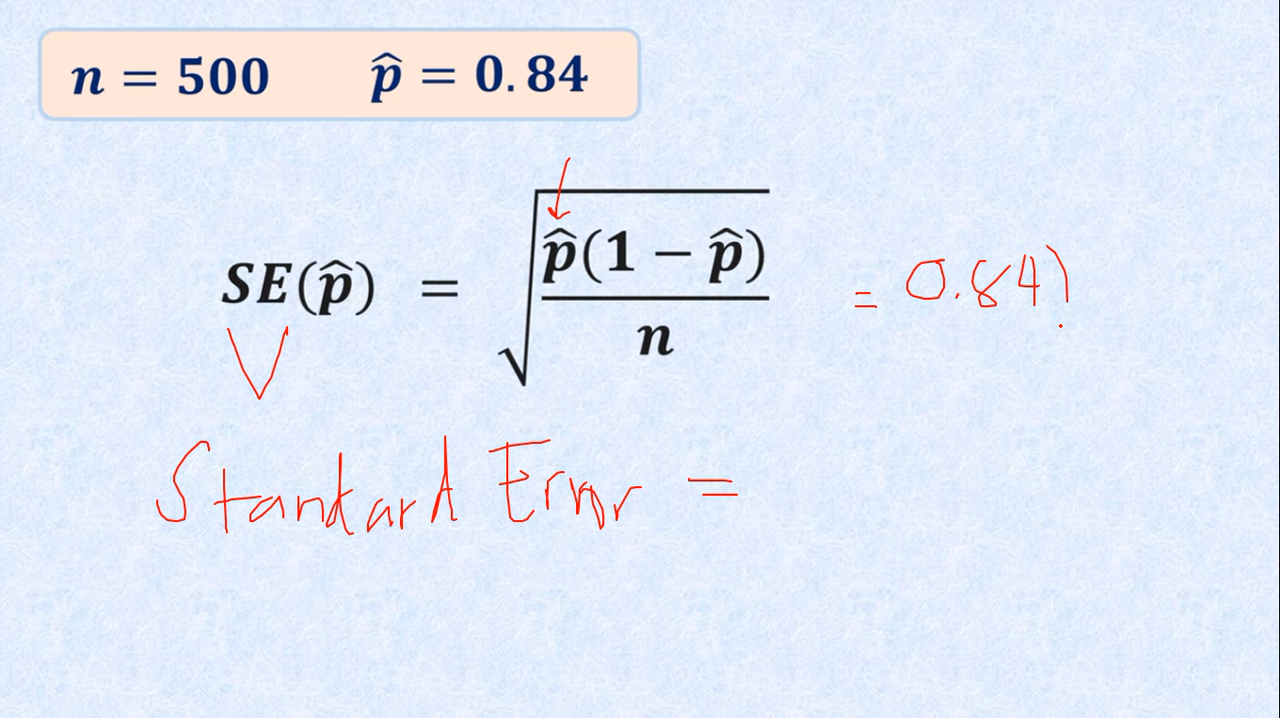 n = 500 p̂ = 0.84
SE(p̂) = √(p̂(1 − p̂)/n) = 0.84)
Standard Error =